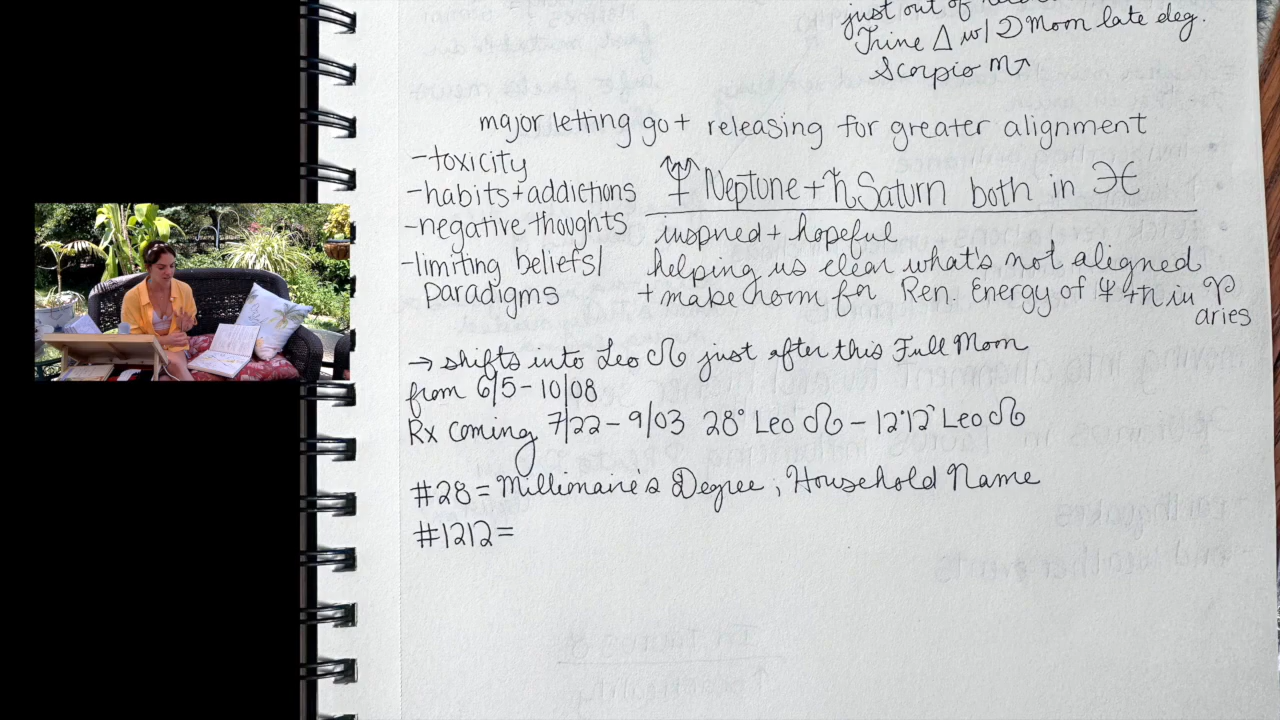 just out of
Trine △ w/ ☽ Moon late deg.
Scorpio ♏
major letting go + releasing for greater alignment
-toxicity
-habits + addictions
-negative thoughts
-limiting beliefs/
paradigms
♆ Neptune + ♄ Saturn both in ♓
inspired + hopeful
helping us clear what's not aligned
+ make room for Ren. Energy of ♆ + ♄ in ♈
aries
→ shifts into Leo ♌ just after this Full Moon
from 6/5 - 10/08
Rx coming 7/22 - 9/03 28° Leo ♌ - 12°12' Leo ♌
#28 = Millionaire's Degree, Household Name
#1212 =